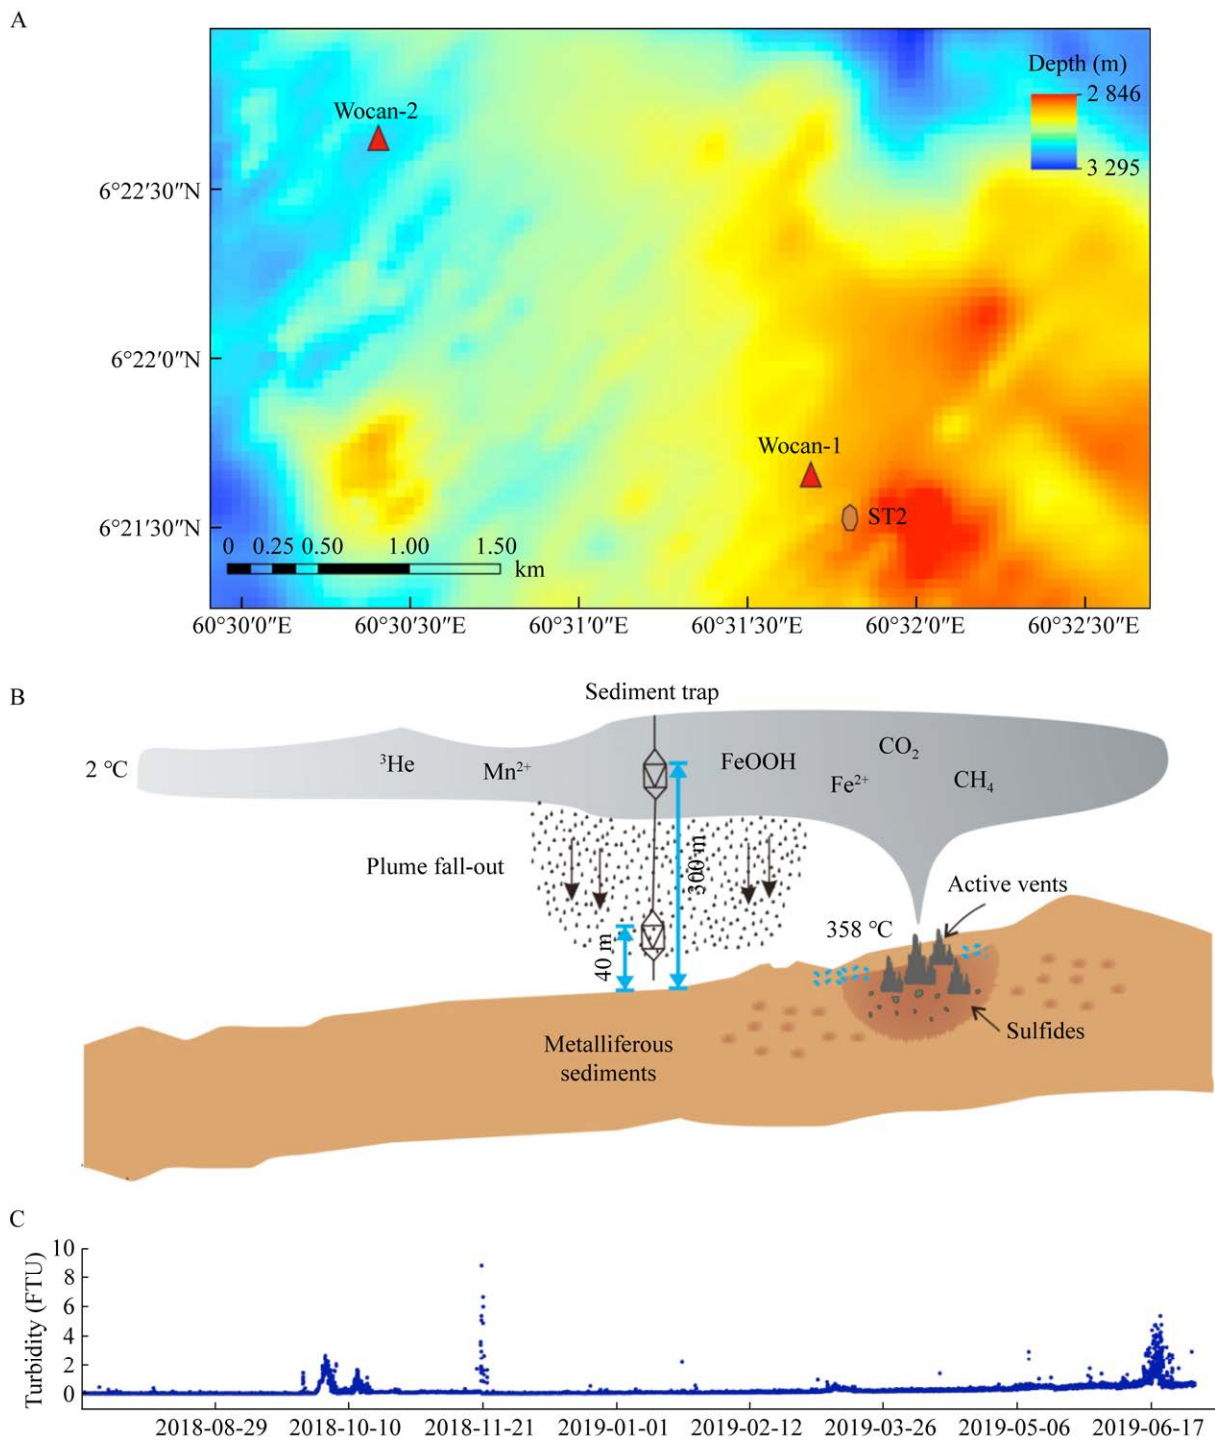 A
Depth (m)
2 846
3 295
Wocan-2
6°22′30″N
6°22′0″N
Wocan-1
6°21′30″N
ST2
0 0.25 0.50 1.00 1.50
km
60°30′0″E 60°30′30″E 60°31′0″E 60°31′30″E 60°32′0″E 60°32′30″E
B
Sediment trap
2 ℃
³He
Mn²⁺
FeOOH
CO₂
Fe²⁺
CH₄
Plume fall-out
300 m
40 m
Active vents
358 ℃
Sulfides
Metalliferous
sediments
C
Turbidity (FTU)
10
8
6
4
2
0
2018-08-29 2018-10-10 2018-11-21 2019-01-01 2019-02-12 2019-03-26 2019-05-06 2019-06-17